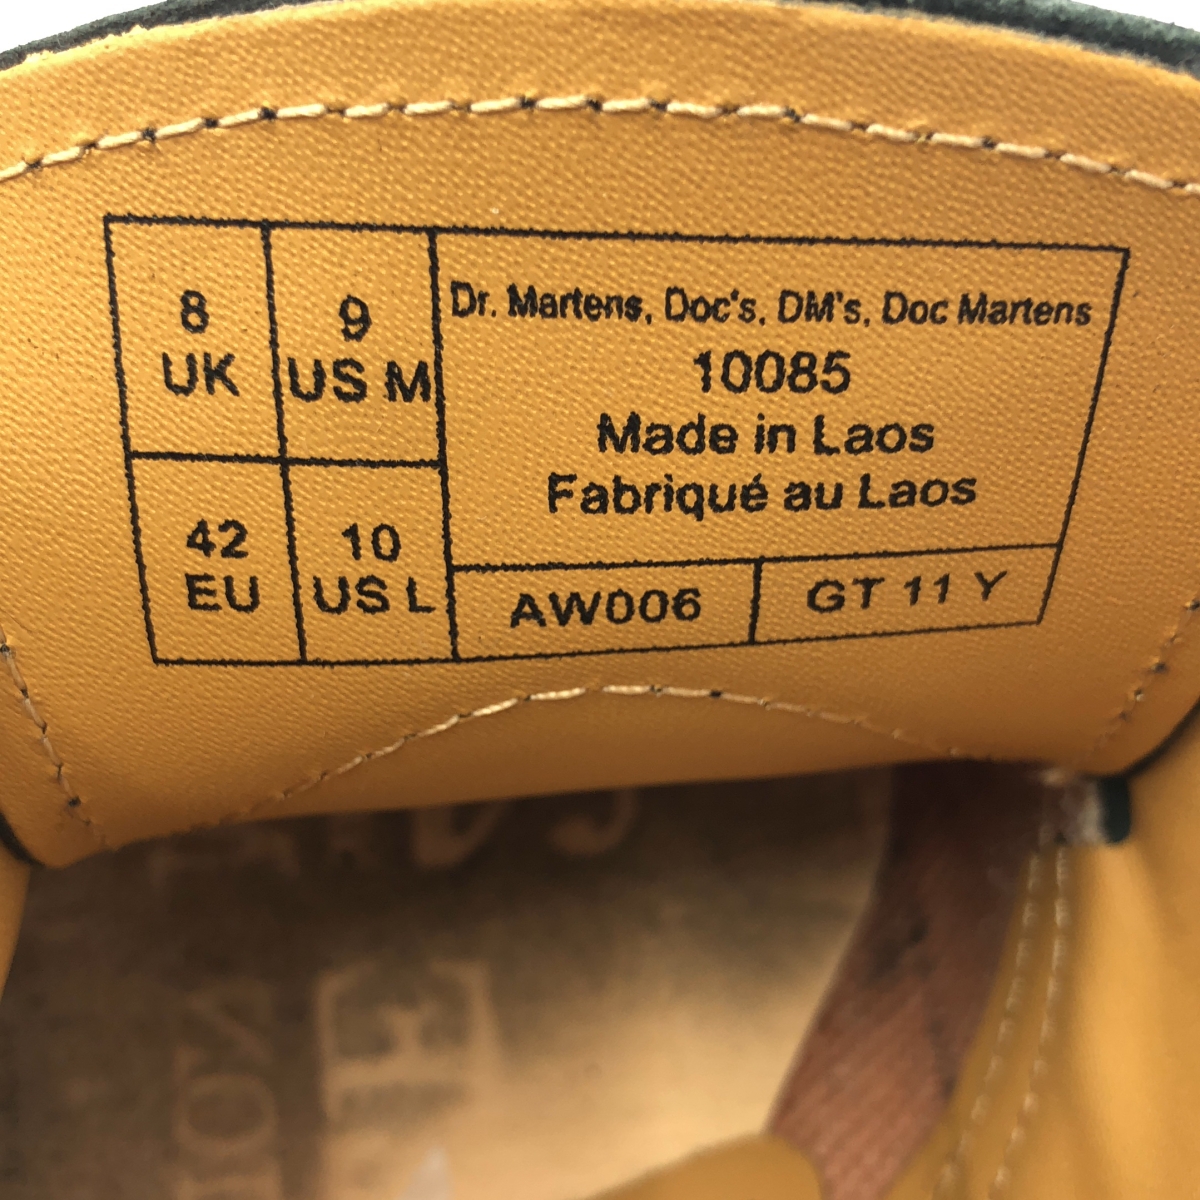 8
UK
9
US M
42
EU
10
US L
Dr. Martens, Doc's, DM's, Doc Martens
10085
Made in Laos
Fabriqué au Laos
AW006
GT 11 Y